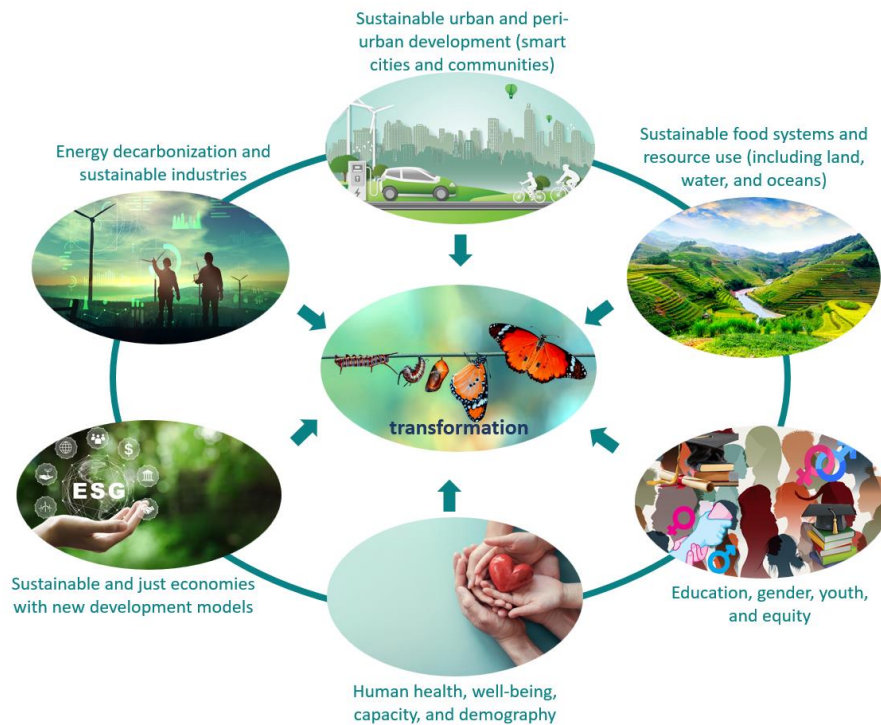 Sustainable urban and peri-
urban development (smart
cities and communities)
Energy decarbonization and
sustainable industries
Sustainable food systems and
resource use (including land,
water, and oceans)
transformation
$
ESG
Sustainable and just economies
with new development models
Education, gender, youth,
and equity
Human health, well-being,
capacity, and demography